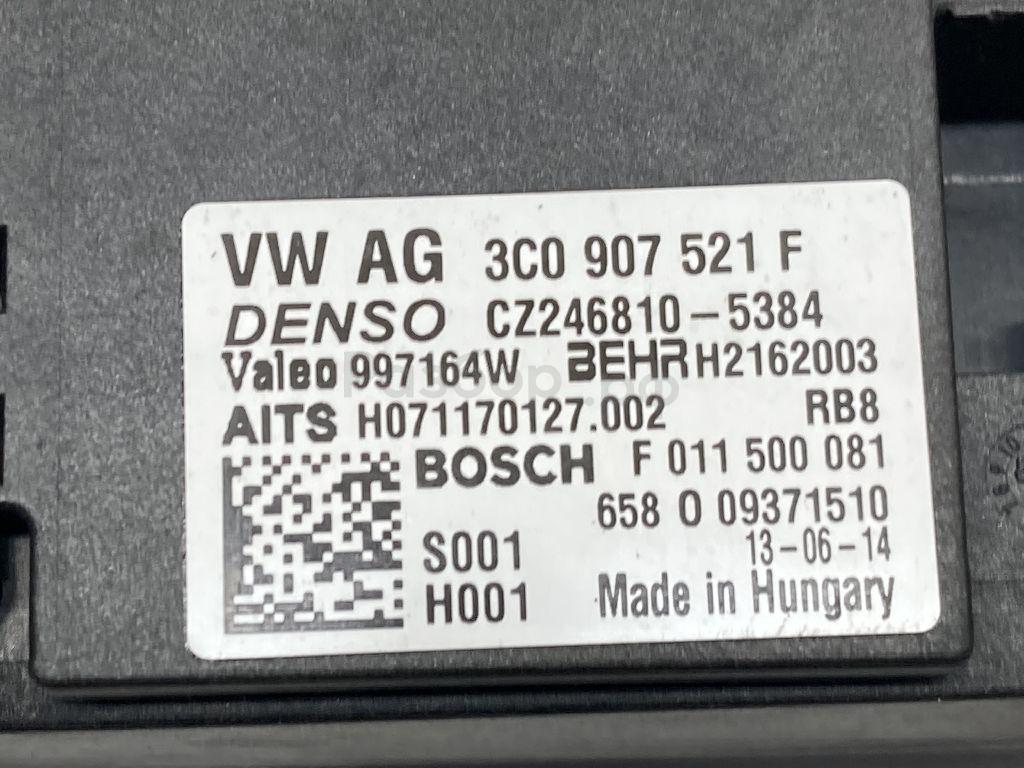 VW AG 3C0 907 521 F
DENSO CZ246810-5384
Valeo 997164W BEHR H2162003
AITS H071170127.002 RB8
BOSCH F 011 500 081
658 0 09371510
S001 13-06-14
H001 Made in Hungary